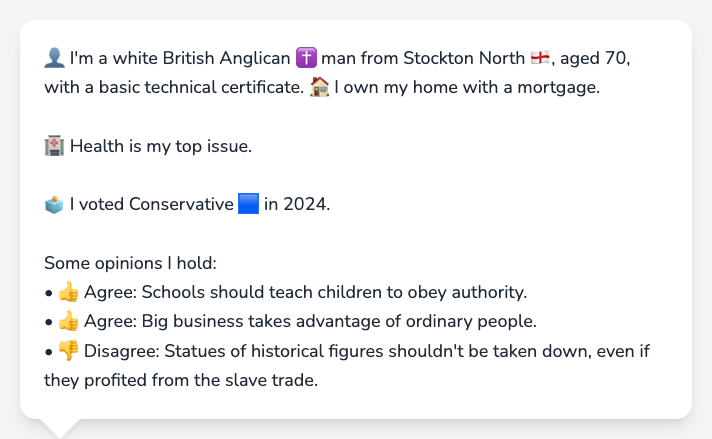 👤 I'm a white British Anglican ✝️ man from Stockton North 🏴󠁧󠁢󠁥󠁮󠁧󠁿, aged 70,
with a basic technical certificate. 🏠 I own my home with a mortgage.
🏥 Health is my top issue.
🗳️ I voted Conservative 🟦 in 2024.
Some opinions I hold:
• 👍 Agree: Schools should teach children to obey authority.
• 👍 Agree: Big business takes advantage of ordinary people.
• 👎 Disagree: Statues of historical figures shouldn't be taken down, even if
they profited from the slave trade.